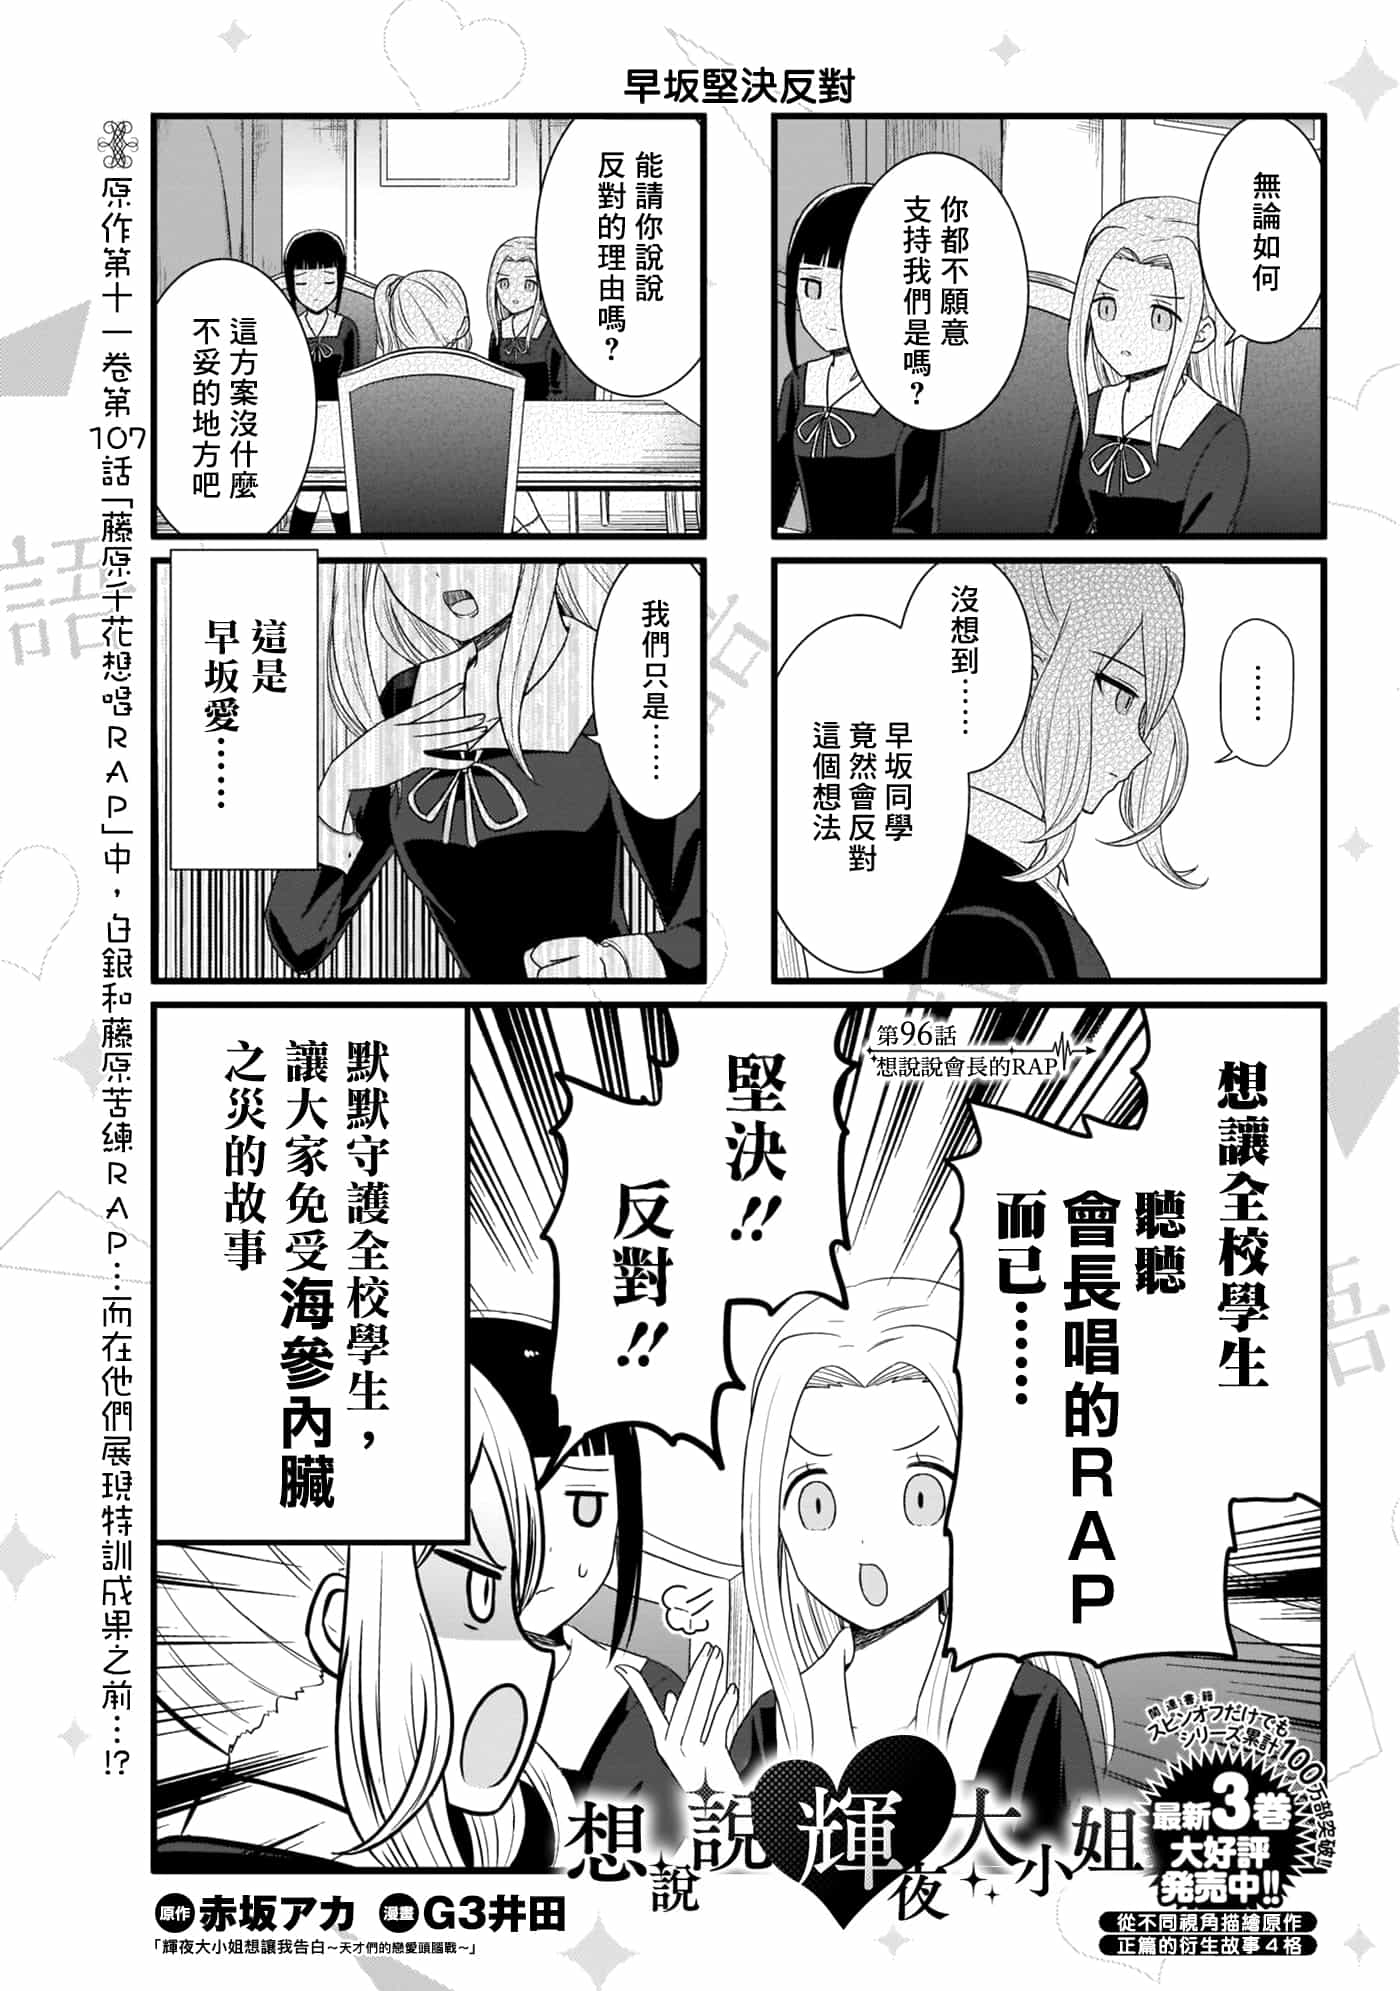 早坂堅決反對
無論如何
你都不願意
支持我們是嗎?
……
沒想到……
早坂同學
竟然會反對
這個想法
能請你說說
反對的理由嗎?
這方案沒什麼
不妥的地方吧
我們只是……
這是
早坂愛……
第96話
想說說會長的RAP
想讓全校學生
聽聽
會長唱的RAP
而已……
堅決!!
反對!!
默默守護全校學生,
讓大家免受海參內臟
之災的故事
原作第十一卷第107話「藤原千花想唱RAP」中,白銀和藤原苦練RAP…而在他們展現特訓成果之前…!?
想說說輝夜大小姐
関連書籍
スピンオフだけでも
シリーズ累計100万部突破!!
最新3巻
大好評
発売中!!
從不同視角描繪原作
正篇的衍生故事4格
原作 赤坂アカ 漫畫 G3井田
「輝夜大小姐想讓我告白~天才們的戀愛頭腦戰~」
語
語
語